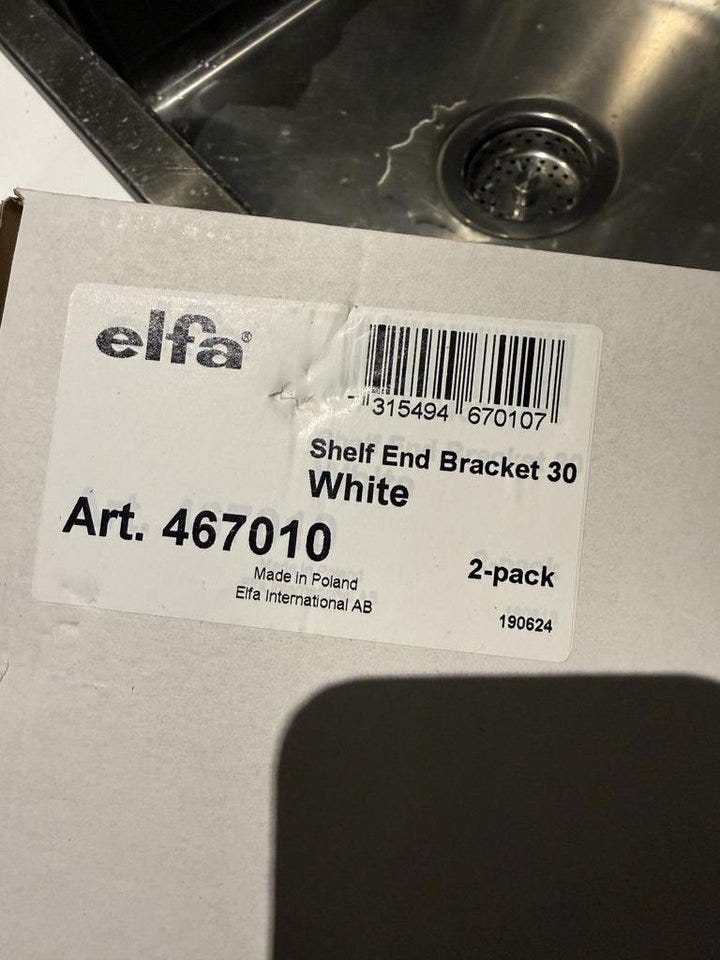 elfa®
315494 670107
Shelf End Bracket 30
White
Art. 467010
2-pack
Made in Poland
Elfa International AB
190624